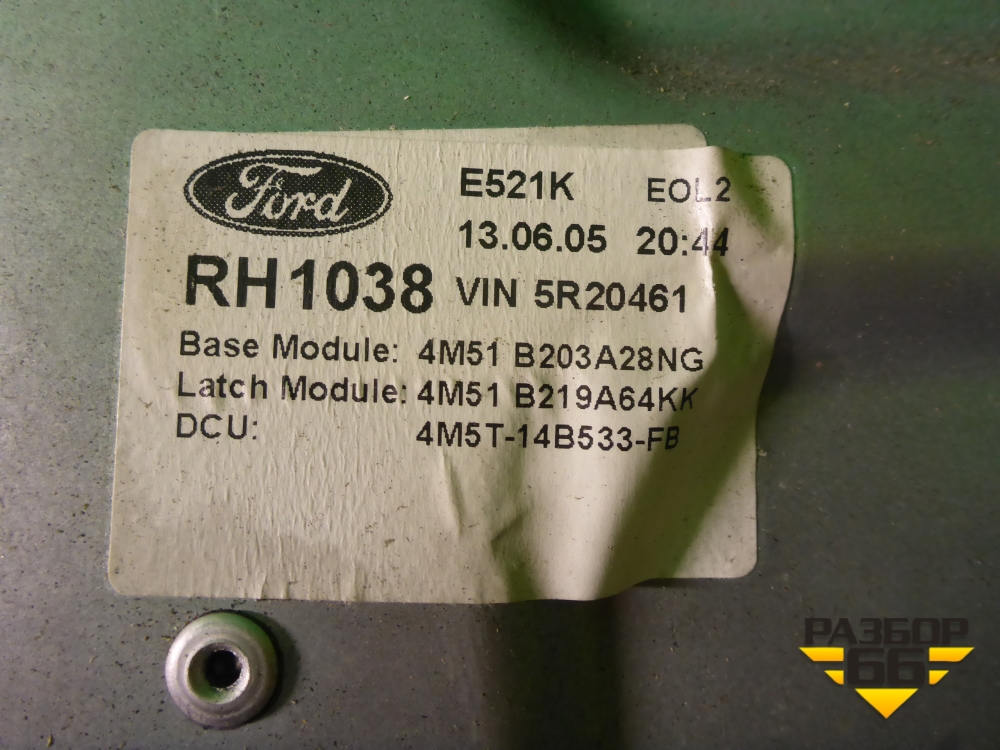 Ford
E521K EOL2
13.06.05 20:44
RH1038 VIN 5R20461
Base Module: 4M51 B203A28NG
Latch Module: 4M51 B219A64KK
DCU: 4M5T-14B533-FB
РАЗБОР
66